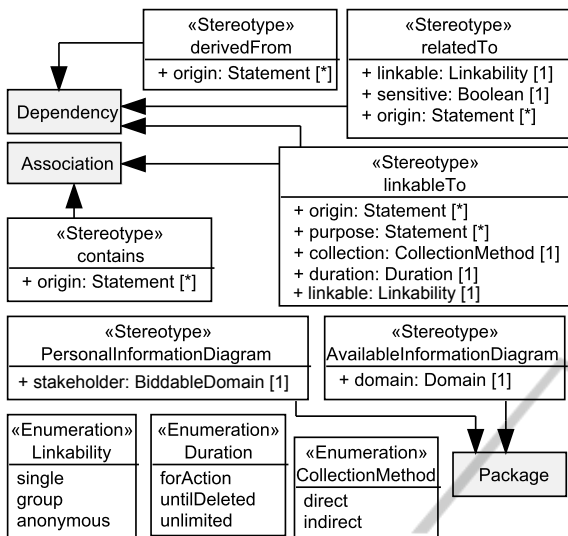 «Stereotype»
derivedFrom
+ origin: Statement [*]
«Stereotype»
relatedTo
+ linkable: Linkability [1]
+ sensitive: Boolean [1]
+ origin: Statement [*]
Dependency
Association
«Stereotype»
linkableTo
+ origin: Statement [*]
+ purpose: Statement [*]
+ collection: CollectionMethod [1]
+ duration: Duration [1]
+ linkable: Linkability [1]
«Stereotype»
contains
+ origin: Statement [*]
«Stereotype»
PersonalInformationDiagram
+ stakeholder: BiddableDomain [1]
«Stereotype»
AvailableInformationDiagram
+ domain: Domain [1]
«Enumeration»
Linkability
single
group
anonymous
«Enumeration»
Duration
forAction
untilDeleted
unlimited
«Enumeration»
CollectionMethod
direct
indirect
Package